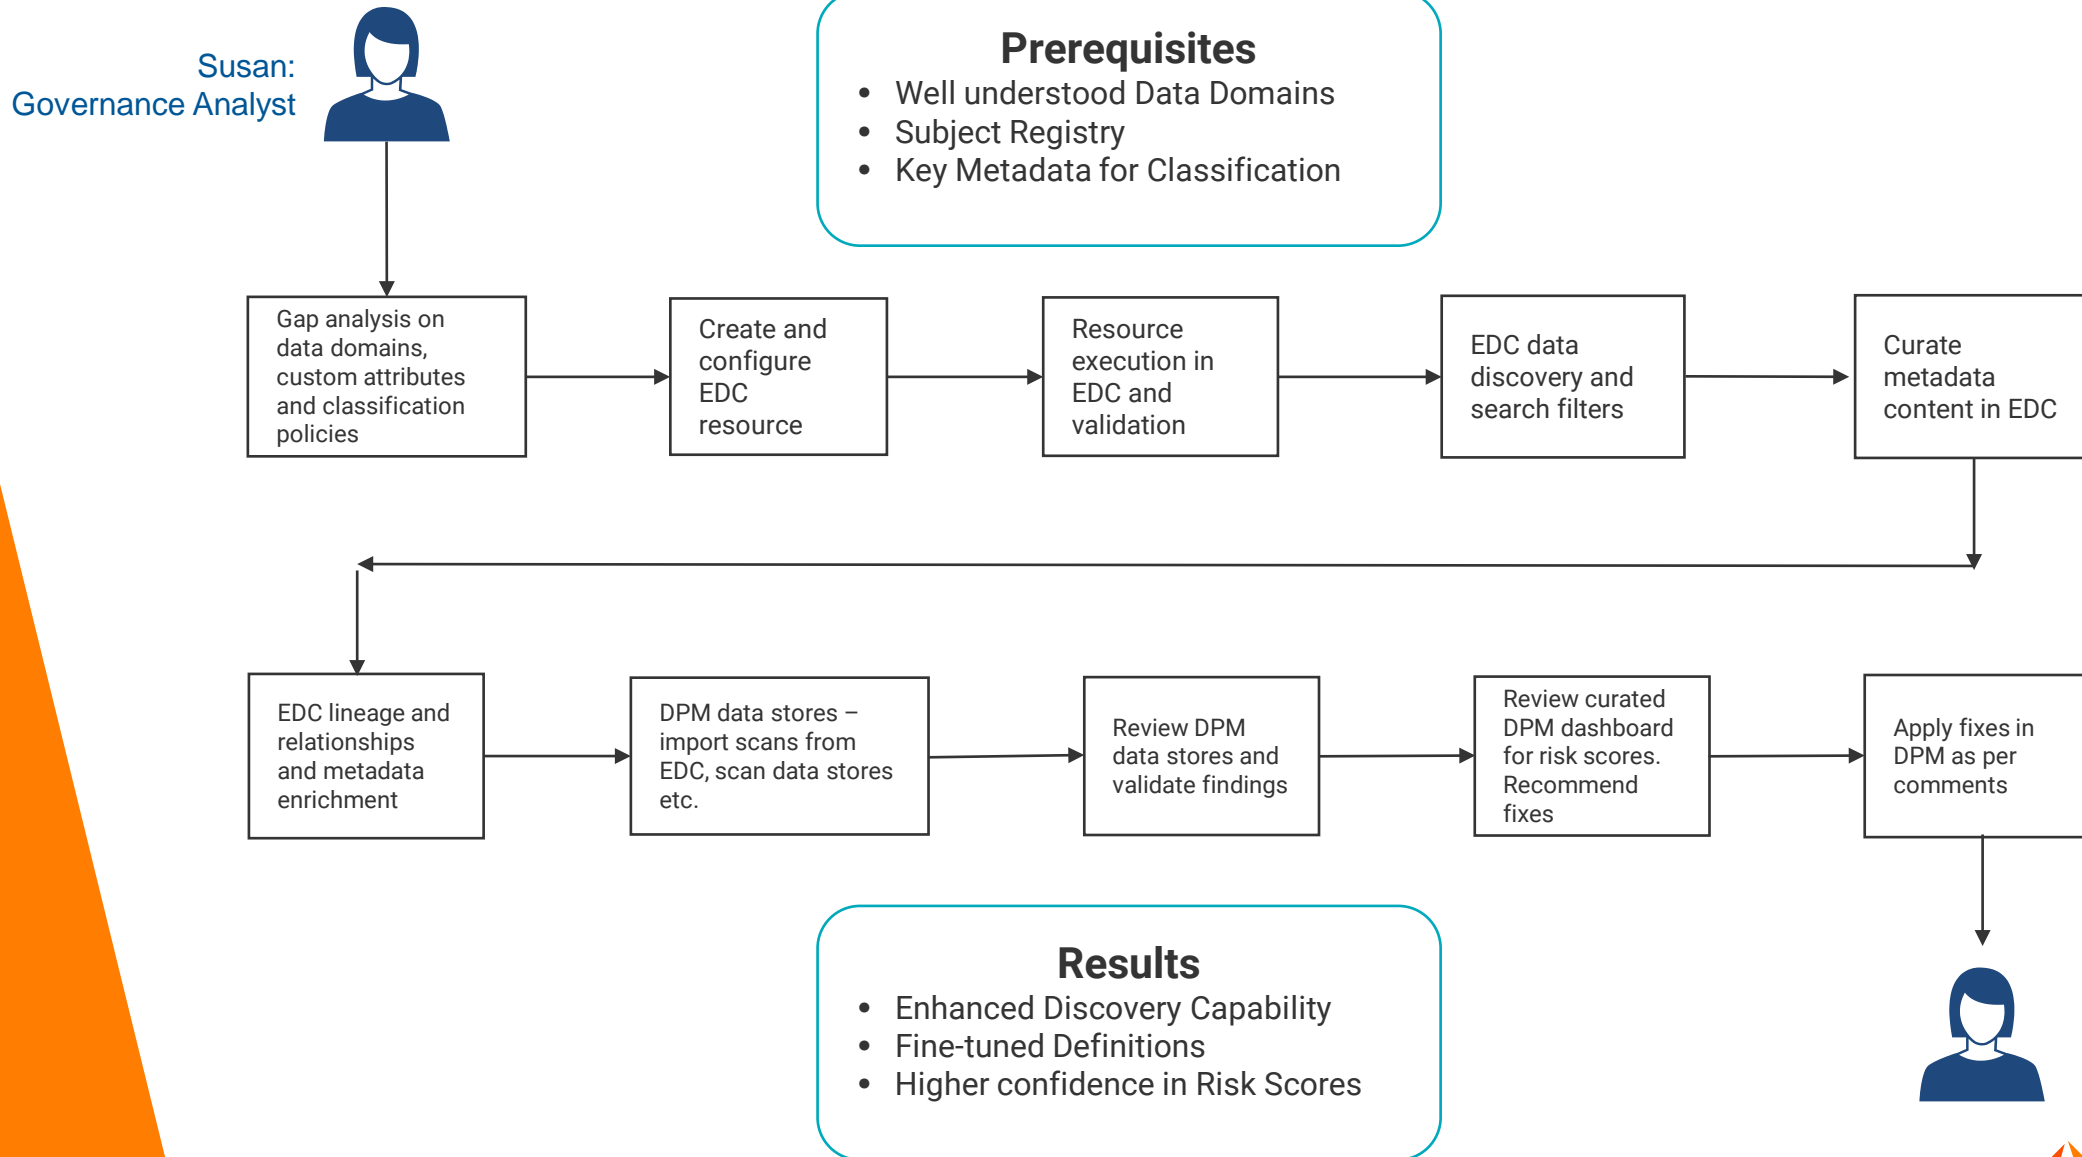 Susan:
Governance Analyst
Prerequisites
• Well understood Data Domains
• Subject Registry
• Key Metadata for Classification
Gap analysis on
data domains,
custom attributes
and classification
policies
Create and
configure
EDC
resource
Resource
execution in
EDC and
validation
EDC data
discovery and
search filters
Curate
metadata
content in EDC
EDC lineage and
relationships
and metadata
enrichment
DPM data stores –
import scans from
EDC, scan data stores
etc.
Review DPM
data stores and
validate findings
Review curated
DPM dashboard
for risk scores.
Recommend
fixes
Apply fixes in
DPM as per
comments
Results
• Enhanced Discovery Capability
• Fine-tuned Definitions
• Higher confidence in Risk Scores